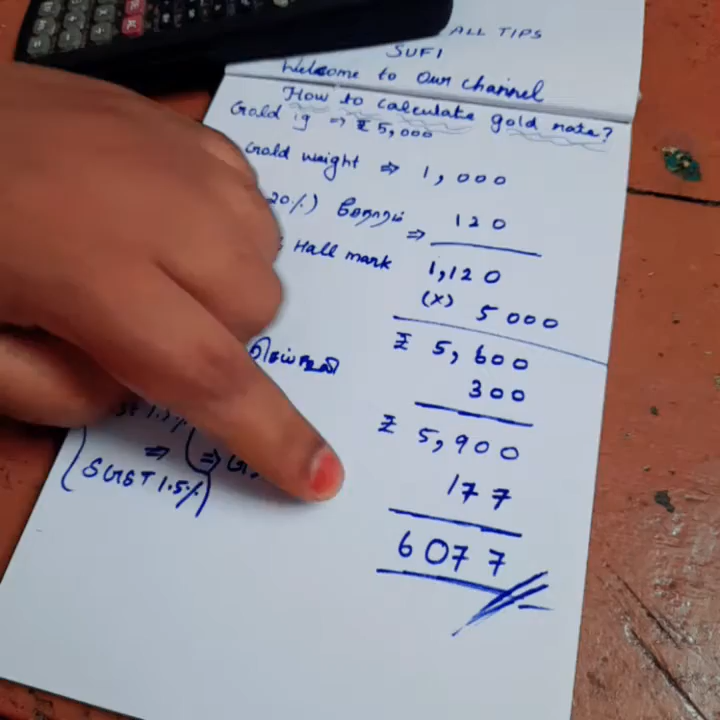 ALL TIPS
SUFI
Welcome to Our channel
How to calculate gold rate?
Gold 1g ⇒ ₹ 5,000
Gold weight ⇒ 1,000
20%) சேதாரம் ⇒ 120
Hall mark 1,120
(x) 5000
₹ 5,600
செய்கூலி 300
₹ 5,900
1.5%
⇒ 177
(SGST 1.5%)
6077